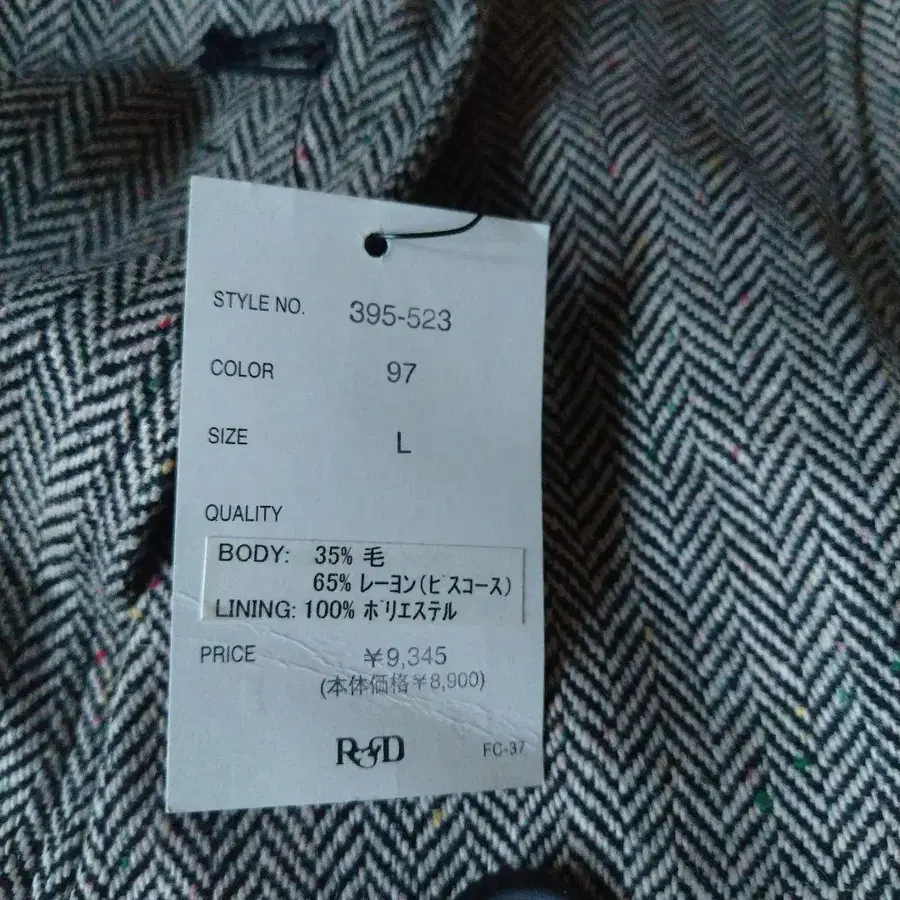 STYLE NO. 395-523
COLOR 97
SIZE L
QUALITY
BODY: 35% 毛
65% レーヨン(ビスコース)
LINING: 100% ポリエステル
PRICE ¥9,345
(本体価格¥8,900)
R&D FC-37